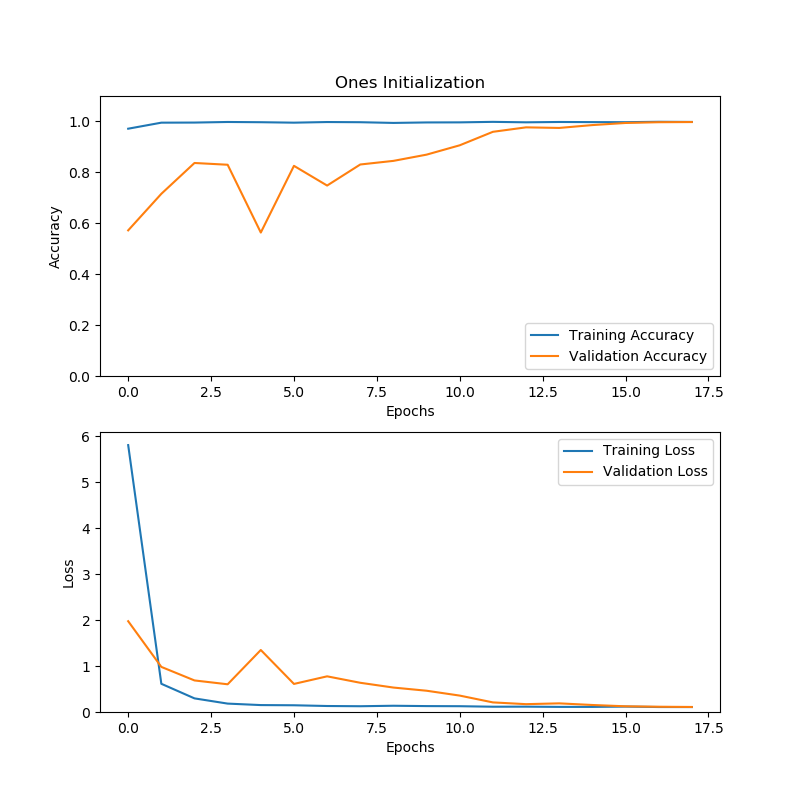 Ones Initialization
1.0
0.8
0.6
0.4
0.2
0.0
Accuracy
Training Accuracy
Validation Accuracy
0.0 2.5 5.0 7.5 10.0 12.5 15.0 17.5
Epochs
6
5
4
3
2
1
0
Loss
Training Loss
Validation Loss
0.0 2.5 5.0 7.5 10.0 12.5 15.0 17.5
Epochs